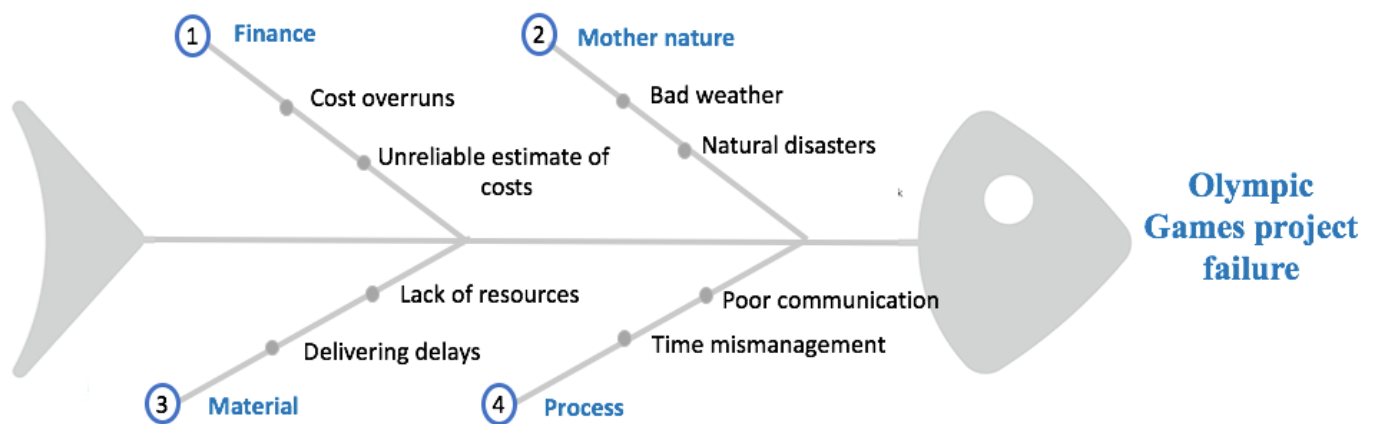 1 Finance
2 Mother nature
Cost overruns
Bad weather
Unreliable estimate of
costs
Natural disasters
k
Olympic
Games project
failure
Lack of resources
Poor communication
Delivering delays
Time mismanagement
3 Material
4 Process